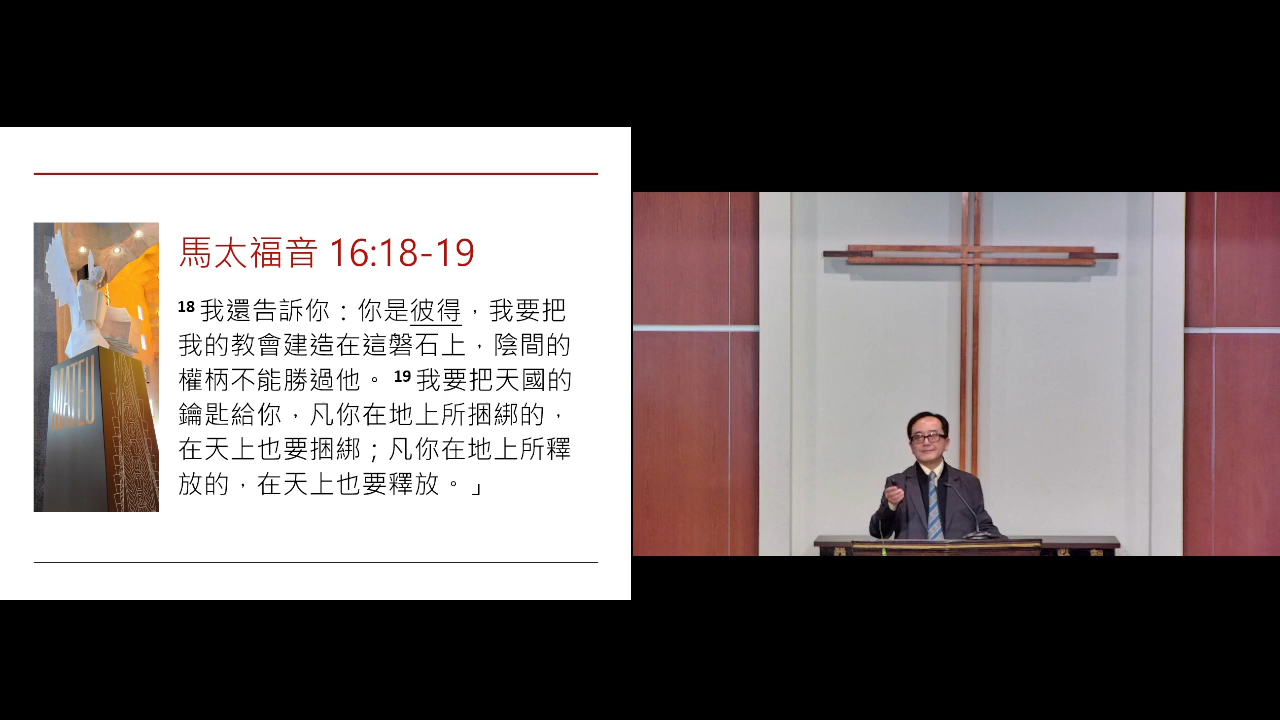 馬太福音 16:18-19
18 我還告訴你：你是彼得，我要把
我的教會建造在這磐石上，陰間的
權柄不能勝過他。 19 我要把天國的
鑰匙給你，凡你在地上所捆綁的，
在天上也要捆綁；凡你在地上所釋
放的，在天上也要釋放。」
MATEU